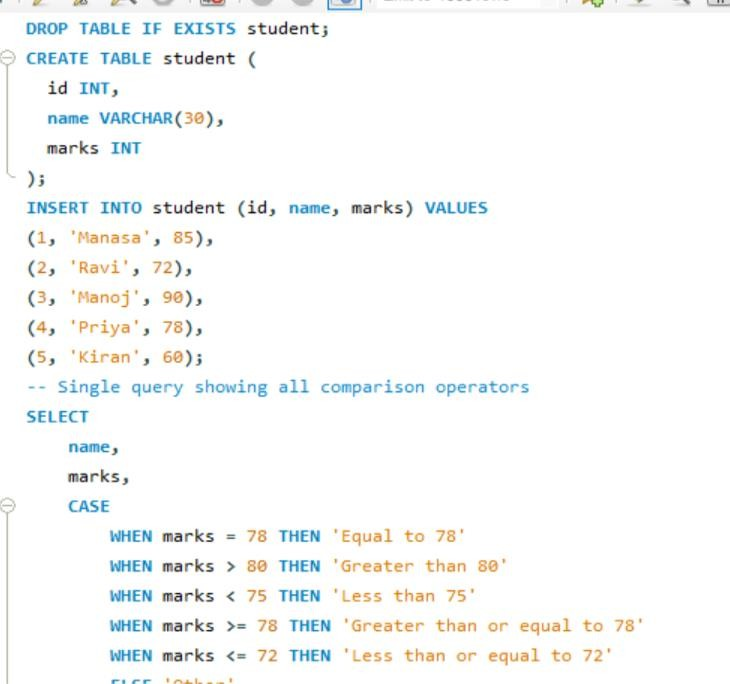 DROP TABLE IF EXISTS student;
CREATE TABLE student (
id INT,
name VARCHAR(30),
marks INT
);
INSERT INTO student (id, name, marks) VALUES
(1, 'Manasa', 85),
(2, 'Ravi', 72),
(3, 'Manoj', 90),
(4, 'Priya', 78),
(5, 'Kiran', 60);
-- Single query showing all comparison operators
SELECT
name,
marks,
CASE
WHEN marks = 78 THEN 'Equal to 78'
WHEN marks > 80 THEN 'Greater than 80'
WHEN marks < 75 THEN 'Less than 75'
WHEN marks >= 78 THEN 'Greater than or equal to 78'
WHEN marks <= 72 THEN 'Less than or equal to 72'
ELSE 'Other'